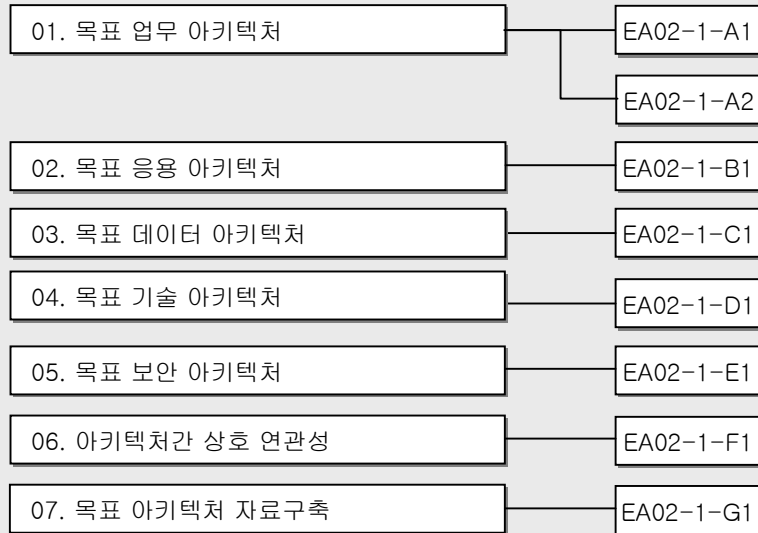 01. 목표 업무 아키텍처
EA02-1-A1
EA02-1-A2
02. 목표 응용 아키텍처
EA02-1-B1
03. 목표 데이터 아키텍처
EA02-1-C1
04. 목표 기술 아키텍처
EA02-1-D1
05. 목표 보안 아키텍처
EA02-1-E1
06. 아키텍처간 상호 연관성
EA02-1-F1
07. 목표 아키텍처 자료구축
EA02-1-G1